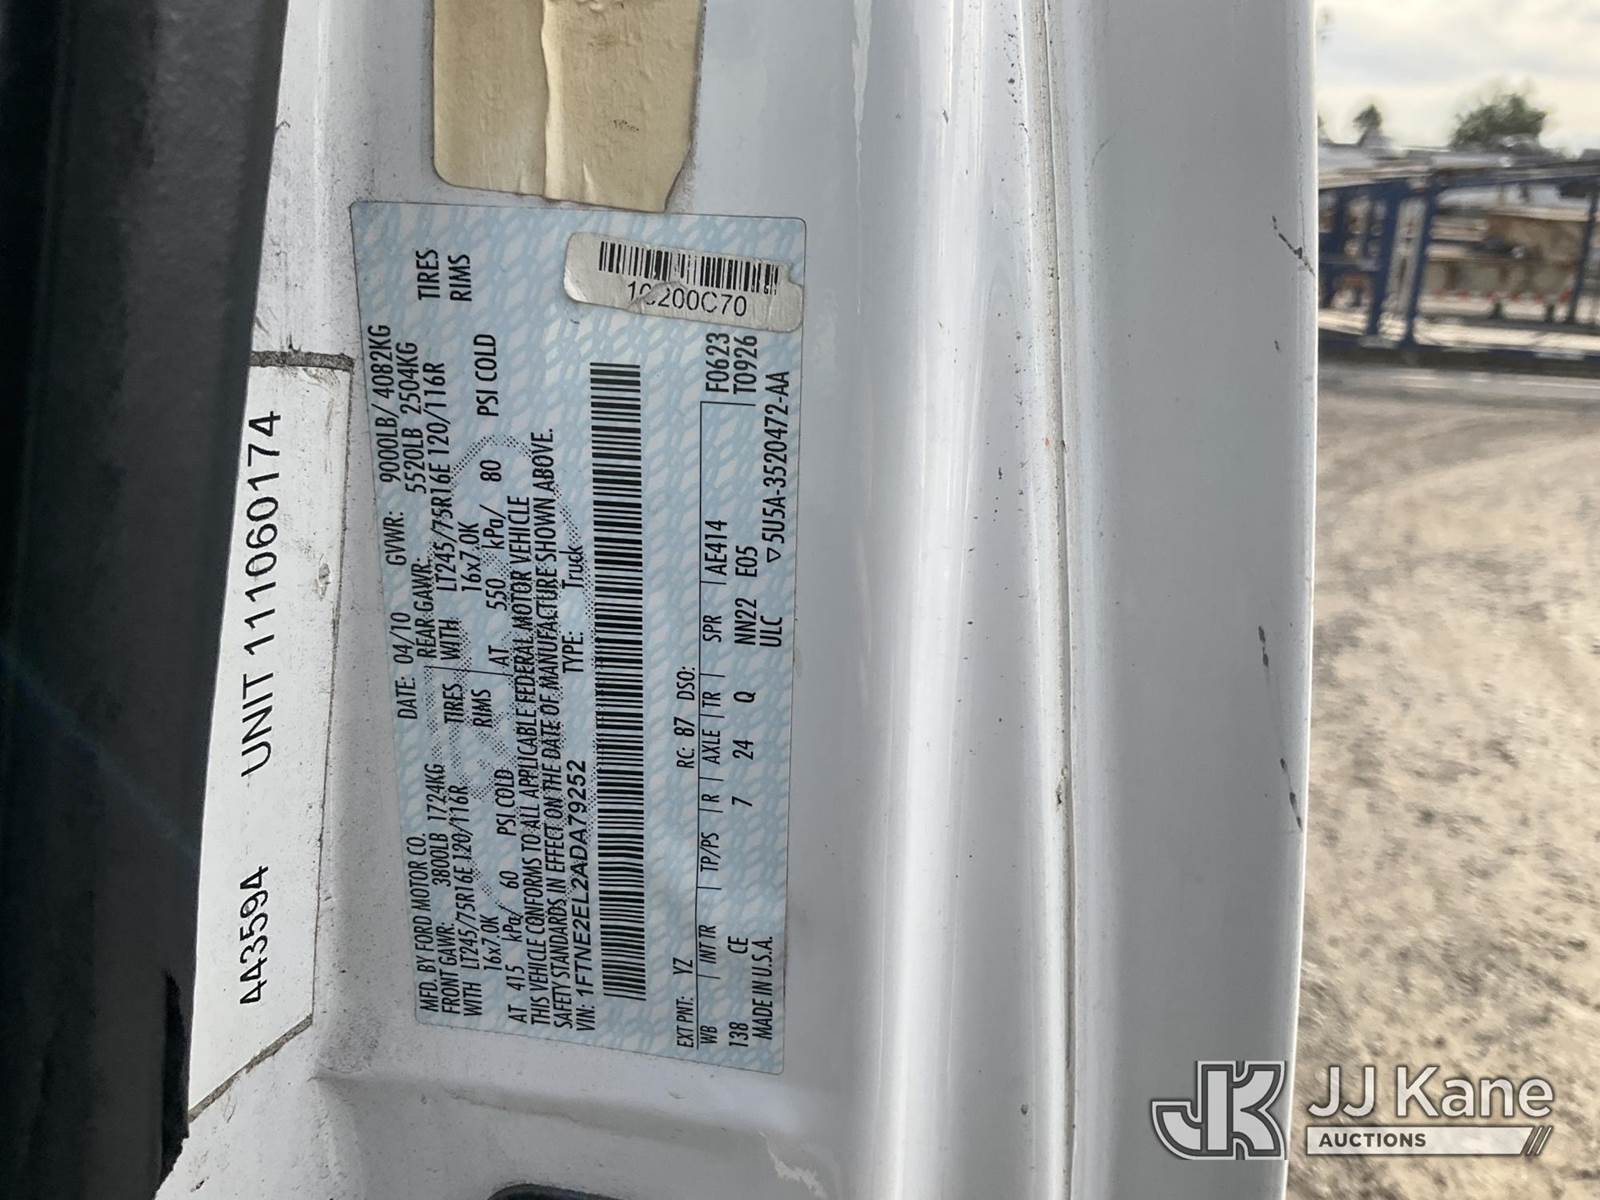 443594 UNIT 111060174
MFD. BY FORD MOTOR CO.
DATE: 04/10 GVWR: 9000LB/ 4082KG
FRONT GAWR: 3800LB 1724KG REAR GAWR: 5520LB 2504KG
WITH LT245/75R16E 120/116R TIRES WITH LT245/75R16E 120/116R TIRES
16x7.0K RIMS 16x7.0K RIMS
AT 415 kPa/ 60 PSI COLD AT 550 kPa/ 80 PSI COLD
THIS VEHICLE CONFORMS TO ALL APPLICABLE FEDERAL MOTOR VEHICLE
SAFETY STANDARDS IN EFFECT ON THE DATE OF MANUFACTURE SHOWN ABOVE.
VIN: 1FTNE2EL2ADA79252 TYPE: Truck
EXT PNT: YZ RC: 87 DSO:
WB INT TR TP/PS R AXLE TR SPR AE414 F0623
138 CE 7 24 Q NN22 E05 T0926
MADE IN U.S.A. ULC 5U5A-3520472-AA
200C70
JK JJ Kane
AUCTIONS